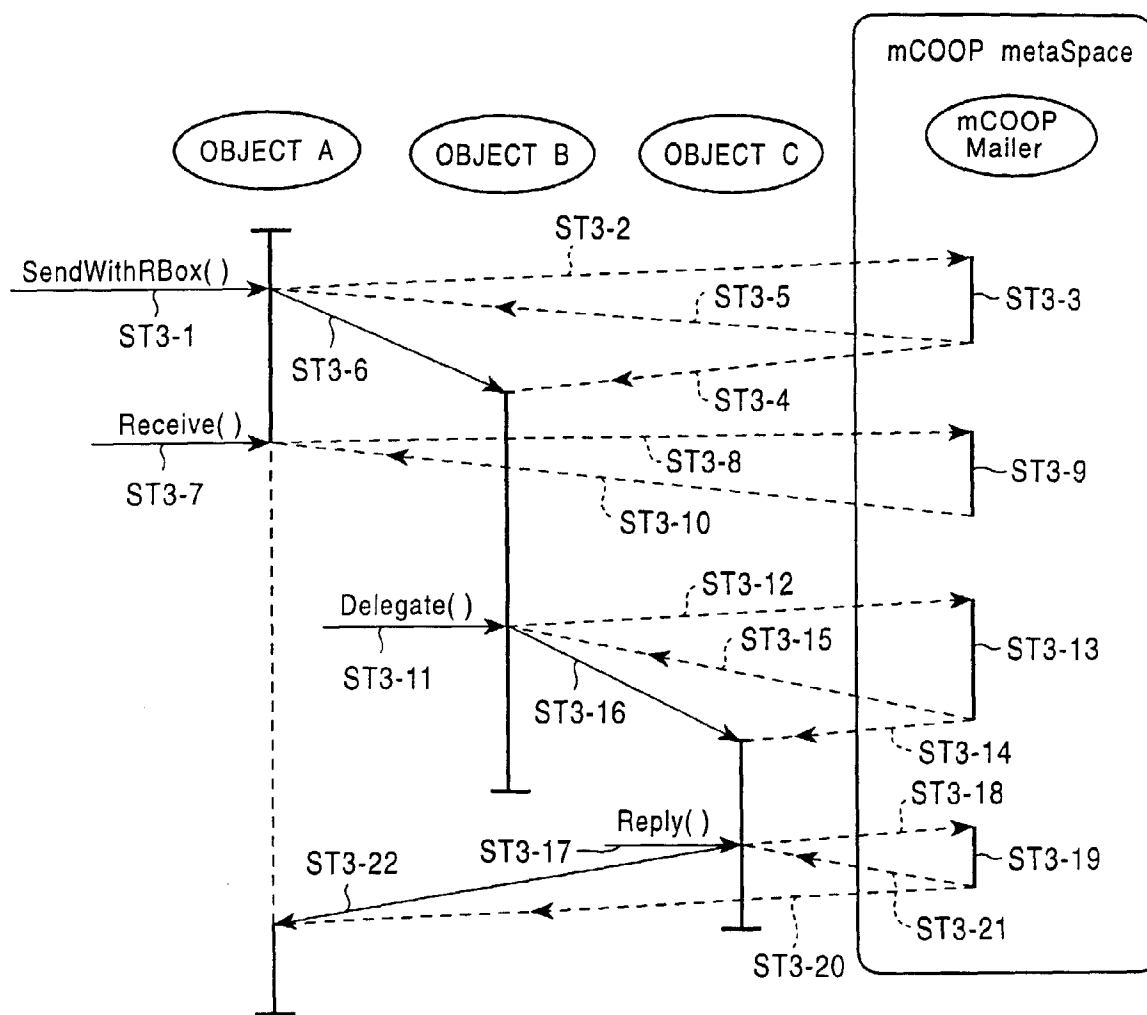 mCOOP metaSpace
OBJECT A
OBJECT B
OBJECT C
mCOOP
Mailer
ST3-2
SendWithRBox( )
ST3-5
ST3-3
ST3-1
ST3-6
ST3-4
Receive( )
ST3-8
ST3-9
ST3-7
ST3-10
ST3-12
Delegate( )
ST3-15
ST3-13
ST3-11
ST3-16
ST3-14
ST3-18
Reply( )
ST3-17
ST3-19
ST3-22
ST3-21
ST3-20